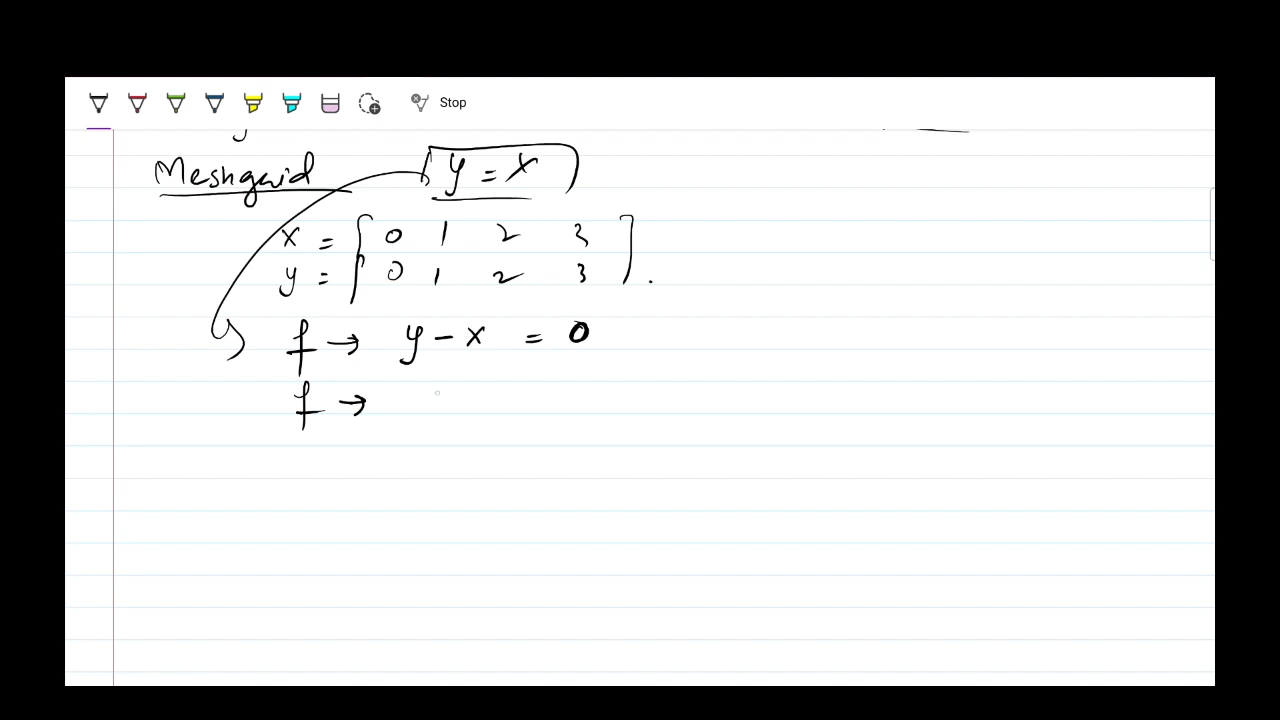 Stop
Meshgrid y = x
x = [ 0 1 2 3 ]
y = [ 0 1 2 3 ] .
f → y - x = 0
f →